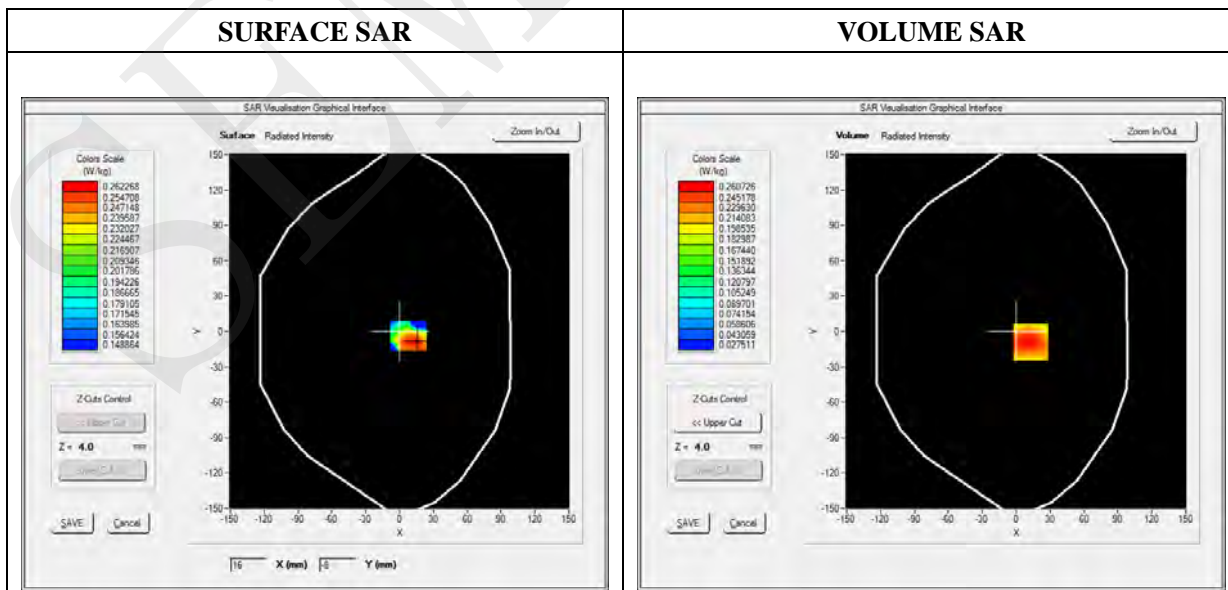 SURFACE SAR
VOLUME SAR
SAR Visualisation Graphical Interface
Surface Radiated Intensity
Zoom In/Out
Colors Scale
(W/kg)
0.262268
0.254708
0.247148
0.239587
0.232027
0.224467
0.216907
0.209346
0.201786
0.194226
0.186665
0.179105
0.171545
0.163985
0.156424
0.148864
Z-Cuts Control
<< Upper Cut
Z = 4.0 mm
SAVE
Cancel
150
120
90
60
30
0
-30
-60
-90
-120
-150
Y
-150 -120 -90 -60 -30 0 30 60 90 120 150
X
16 X (mm) -8 Y (mm)
SAR Visualisation Graphical Interface
Volume Radiated Intensity
Zoom In/Out
Colors Scale
(W/kg)
0.260726
0.245178
0.229630
0.214083
0.198535
0.182987
0.167440
0.151892
0.136344
0.120797
0.105249
0.089701
0.074154
0.058606
0.043059
0.027511
Z-Cuts Control
<< Upper Cut
Z = 4.0 mm
SAVE
Cancel
150
120
90
60
30
0
-30
-60
-90
-120
-150
Y
-150 -120 -90 -60 -30 0 30 60 90 120 150
X